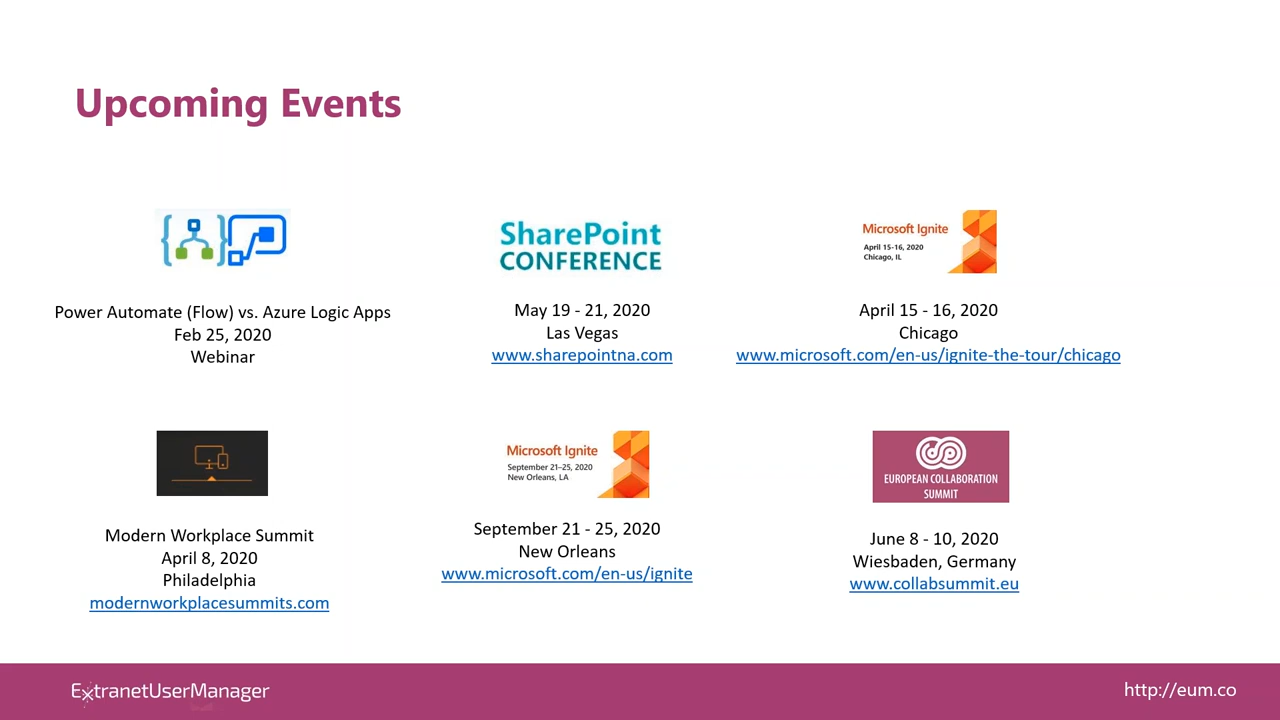 Upcoming Events
Power Automate (Flow) vs. Azure Logic Apps
Feb 25, 2020
Webinar
SharePoint
CONFERENCE
May 19 - 21, 2020
Las Vegas
www.sharepointna.com
Microsoft Ignite
April 15-16, 2020
Chicago, IL
April 15 - 16, 2020
Chicago
www.microsoft.com/en-us/ignite-the-tour/chicago
Modern Workplace Summit
April 8, 2020
Philadelphia
modernworkplacesummits.com
Microsoft Ignite
September 21–25, 2020
New Orleans, LA
September 21 - 25, 2020
New Orleans
www.microsoft.com/en-us/ignite
EUROPEAN COLLABORATION
SUMMIT
June 8 - 10, 2020
Wiesbaden, Germany
www.collabsummit.eu
ExtranetUserManager
http://eum.co